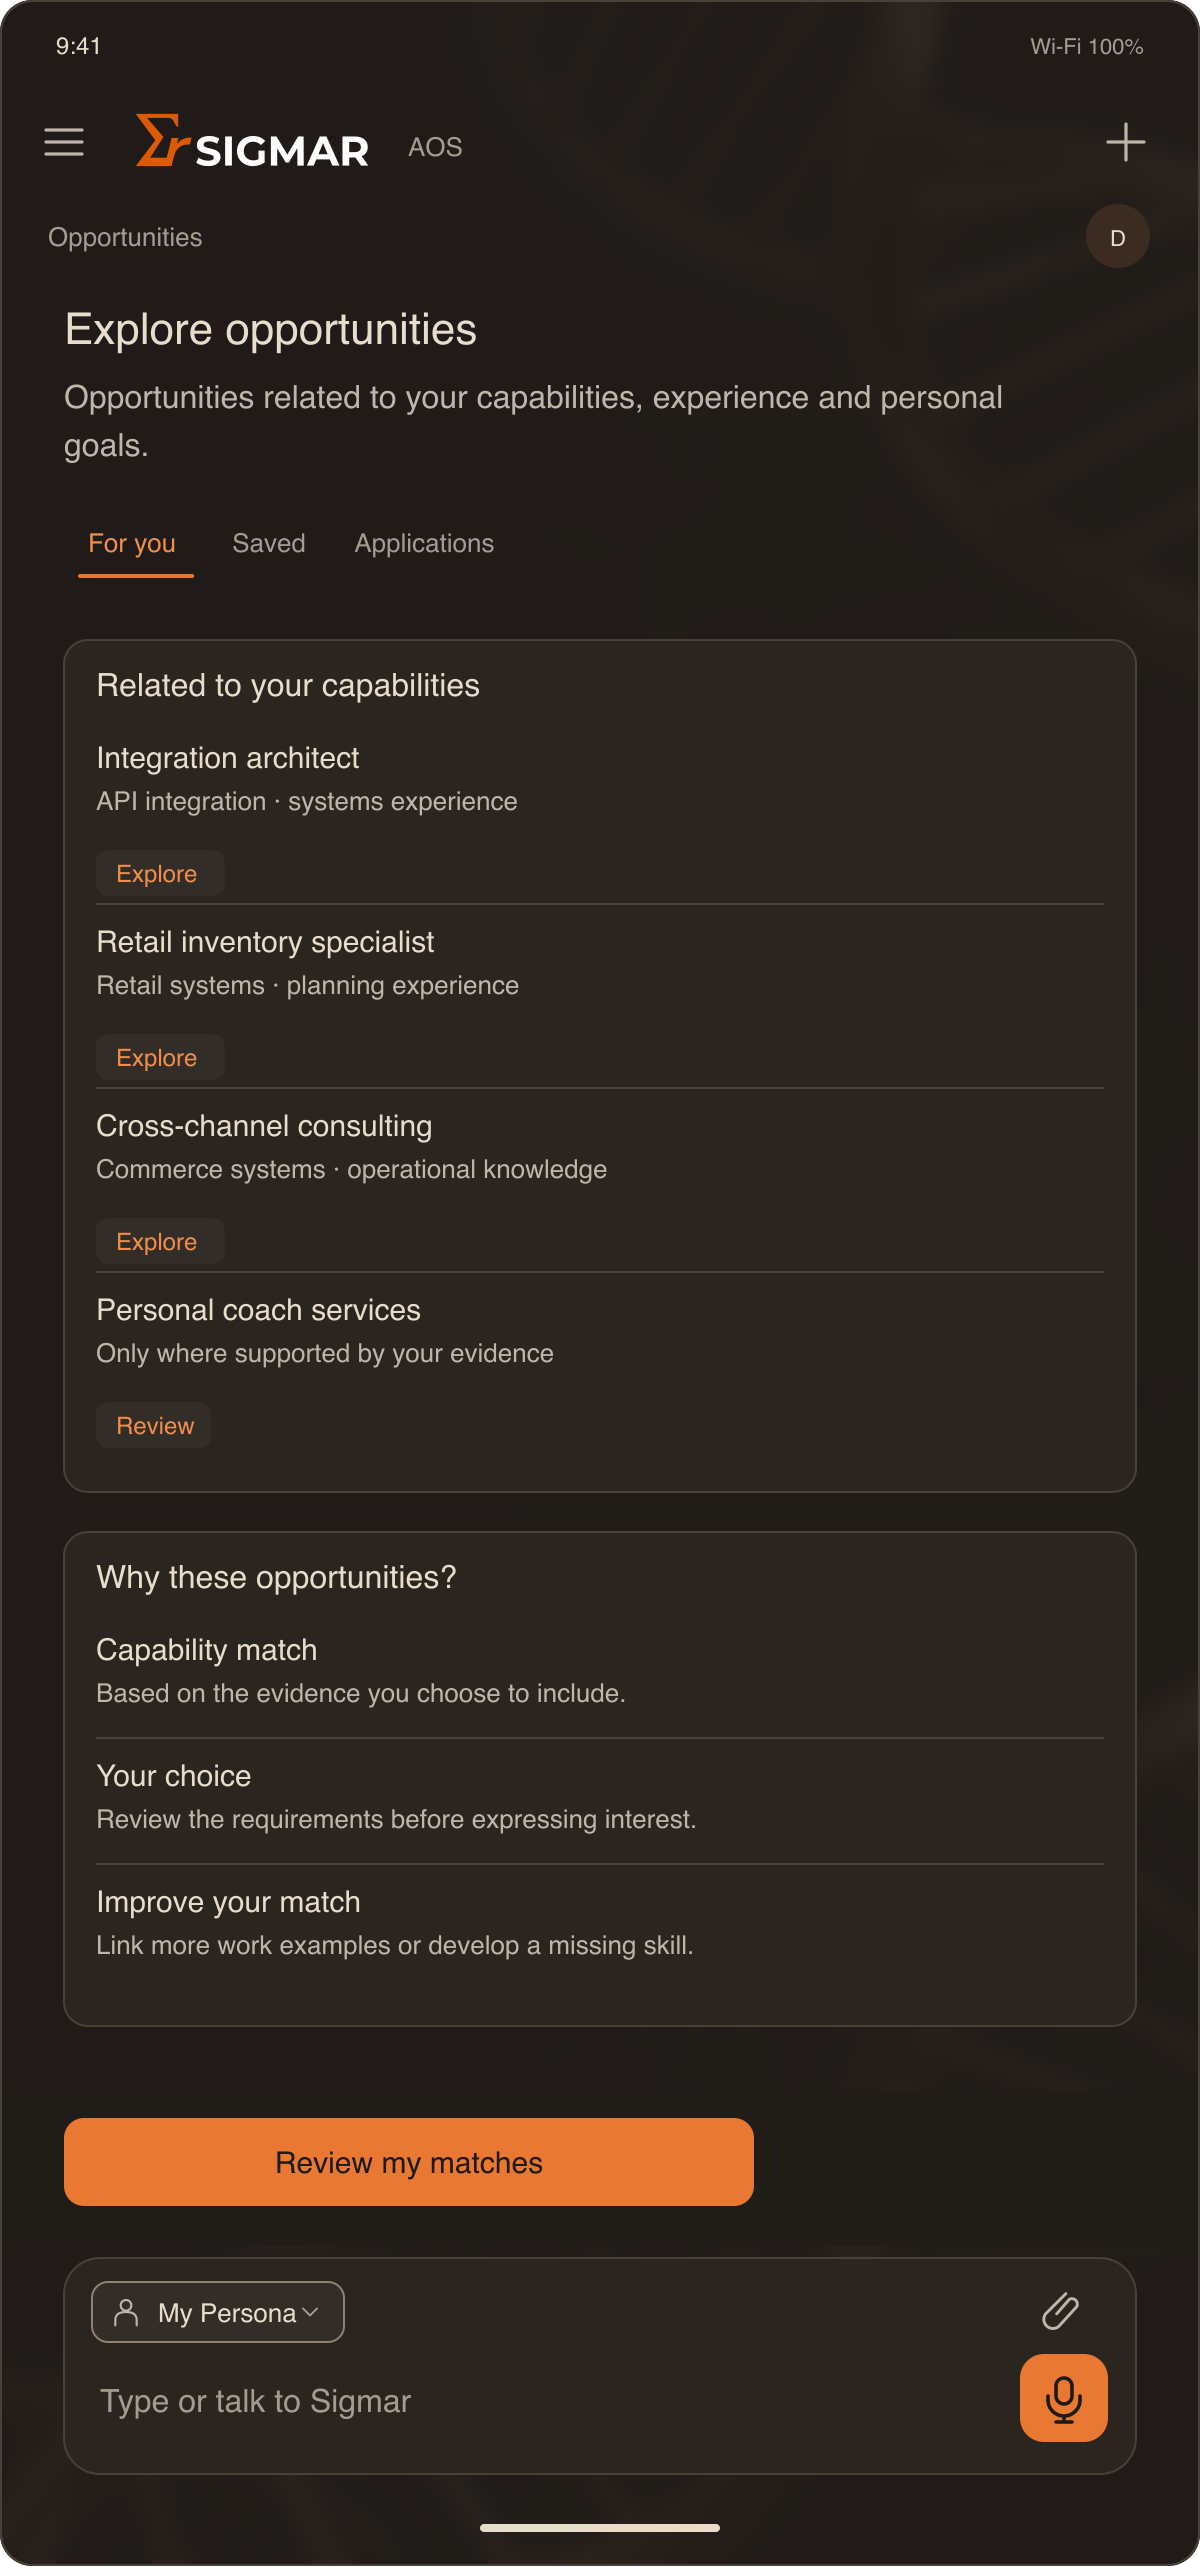 9:41
Wi-Fi 100%
Σr SIGMAR AOS
Opportunities
D
Explore opportunities
Opportunities related to your capabilities, experience and personal
goals.
For you
Saved
Applications
Related to your capabilities
Integration architect
API integration · systems experience
Explore
Retail inventory specialist
Retail systems · planning experience
Explore
Cross-channel consulting
Commerce systems · operational knowledge
Explore
Personal coach services
Only where supported by your evidence
Review
Why these opportunities?
Capability match
Based on the evidence you choose to include.
Your choice
Review the requirements before expressing interest.
Improve your match
Link more work examples or develop a missing skill.
Review my matches
My Persona
Type or talk to Sigmar